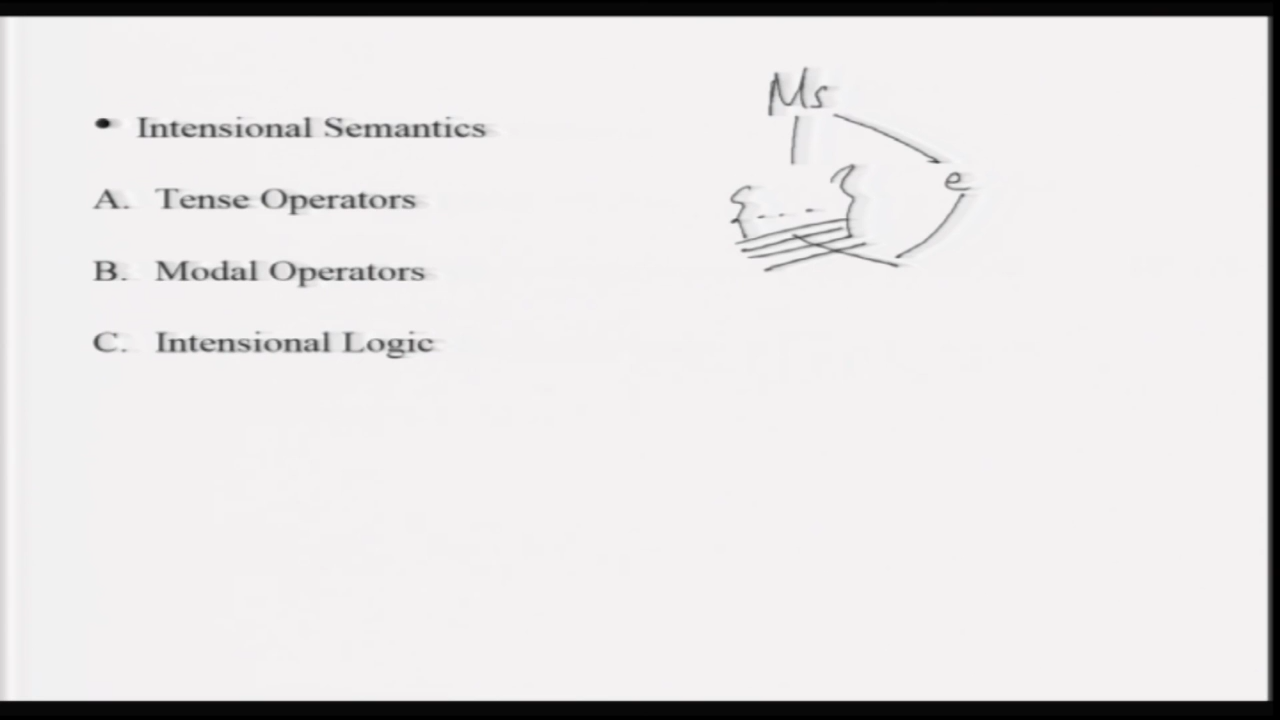 • Intensional Semantics
A. Tense Operators
B. Modal Operators
C. Intensional Logic
Ms
{....}
e